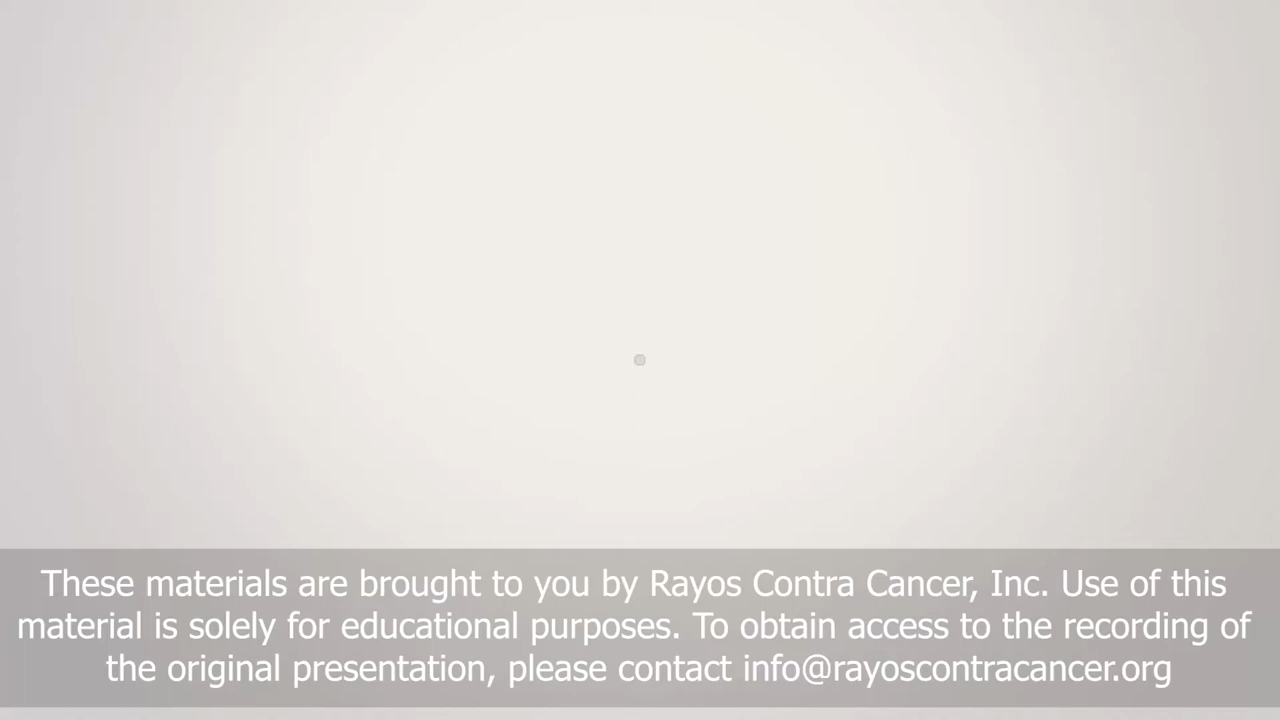 These materials are brought to you by Rayos Contra Cancer, Inc. Use of this
material is solely for educational purposes. To obtain access to the recording of
the original presentation, please contact info@rayoscontracancer.org